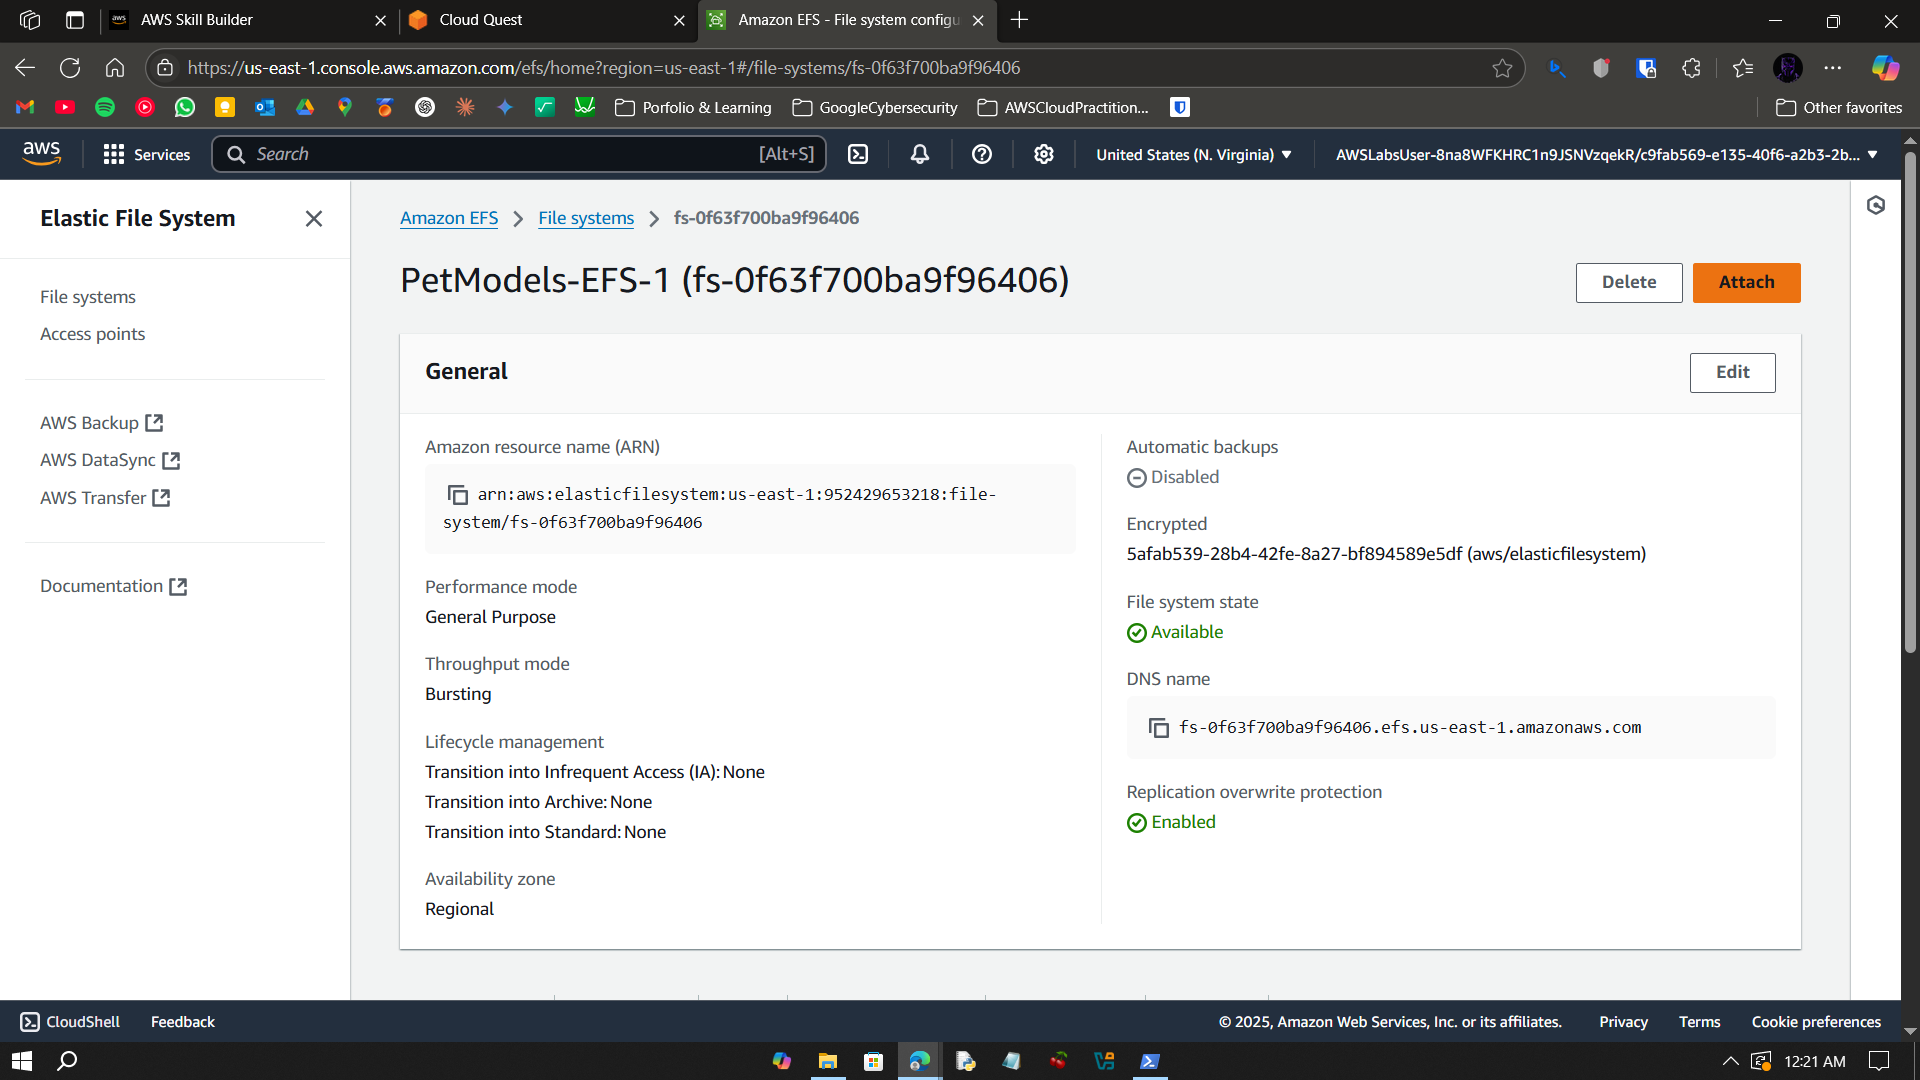 AWS Skill Builder
Cloud Quest
Amazon EFS - File system configu
https://us-east-1.console.aws.amazon.com/efs/home?region=us-east-1#/file-systems/fs-0f63f700ba9f96406
Porfolio & Learning
GoogleCybersecurity
AWSCloudPractition...
Other favorites
aws
Services
Search
[Alt+S]
United States (N. Virginia)
AWSLabsUser-8na8WFKHRC1n9JSNVzqekR/c9fab569-e135-40f6-a2b3-2b...
Elastic File System
File systems
Access points
AWS Backup
AWS DataSync
AWS Transfer
Documentation
Amazon EFS
File systems
fs-0f63f700ba9f96406
PetModels-EFS-1 (fs-0f63f700ba9f96406)
Delete
Attach
General
Edit
Amazon resource name (ARN)
arn:aws:elasticfilesystem:us-east-1:952429653218:file-
system/fs-0f63f700ba9f96406
Performance mode
General Purpose
Throughput mode
Bursting
Lifecycle management
Transition into Infrequent Access (IA): None
Transition into Archive: None
Transition into Standard: None
Availability zone
Regional
Automatic backups
Disabled
Encrypted
5afab539-28b4-42fe-8a27-bf894589e5df (aws/elasticfilesystem)
File system state
Available
DNS name
fs-0f63f700ba9f96406.efs.us-east-1.amazonaws.com
Replication overwrite protection
Enabled
CloudShell
Feedback
© 2025, Amazon Web Services, Inc. or its affiliates.
Privacy
Terms
Cookie preferences
12:21 AM